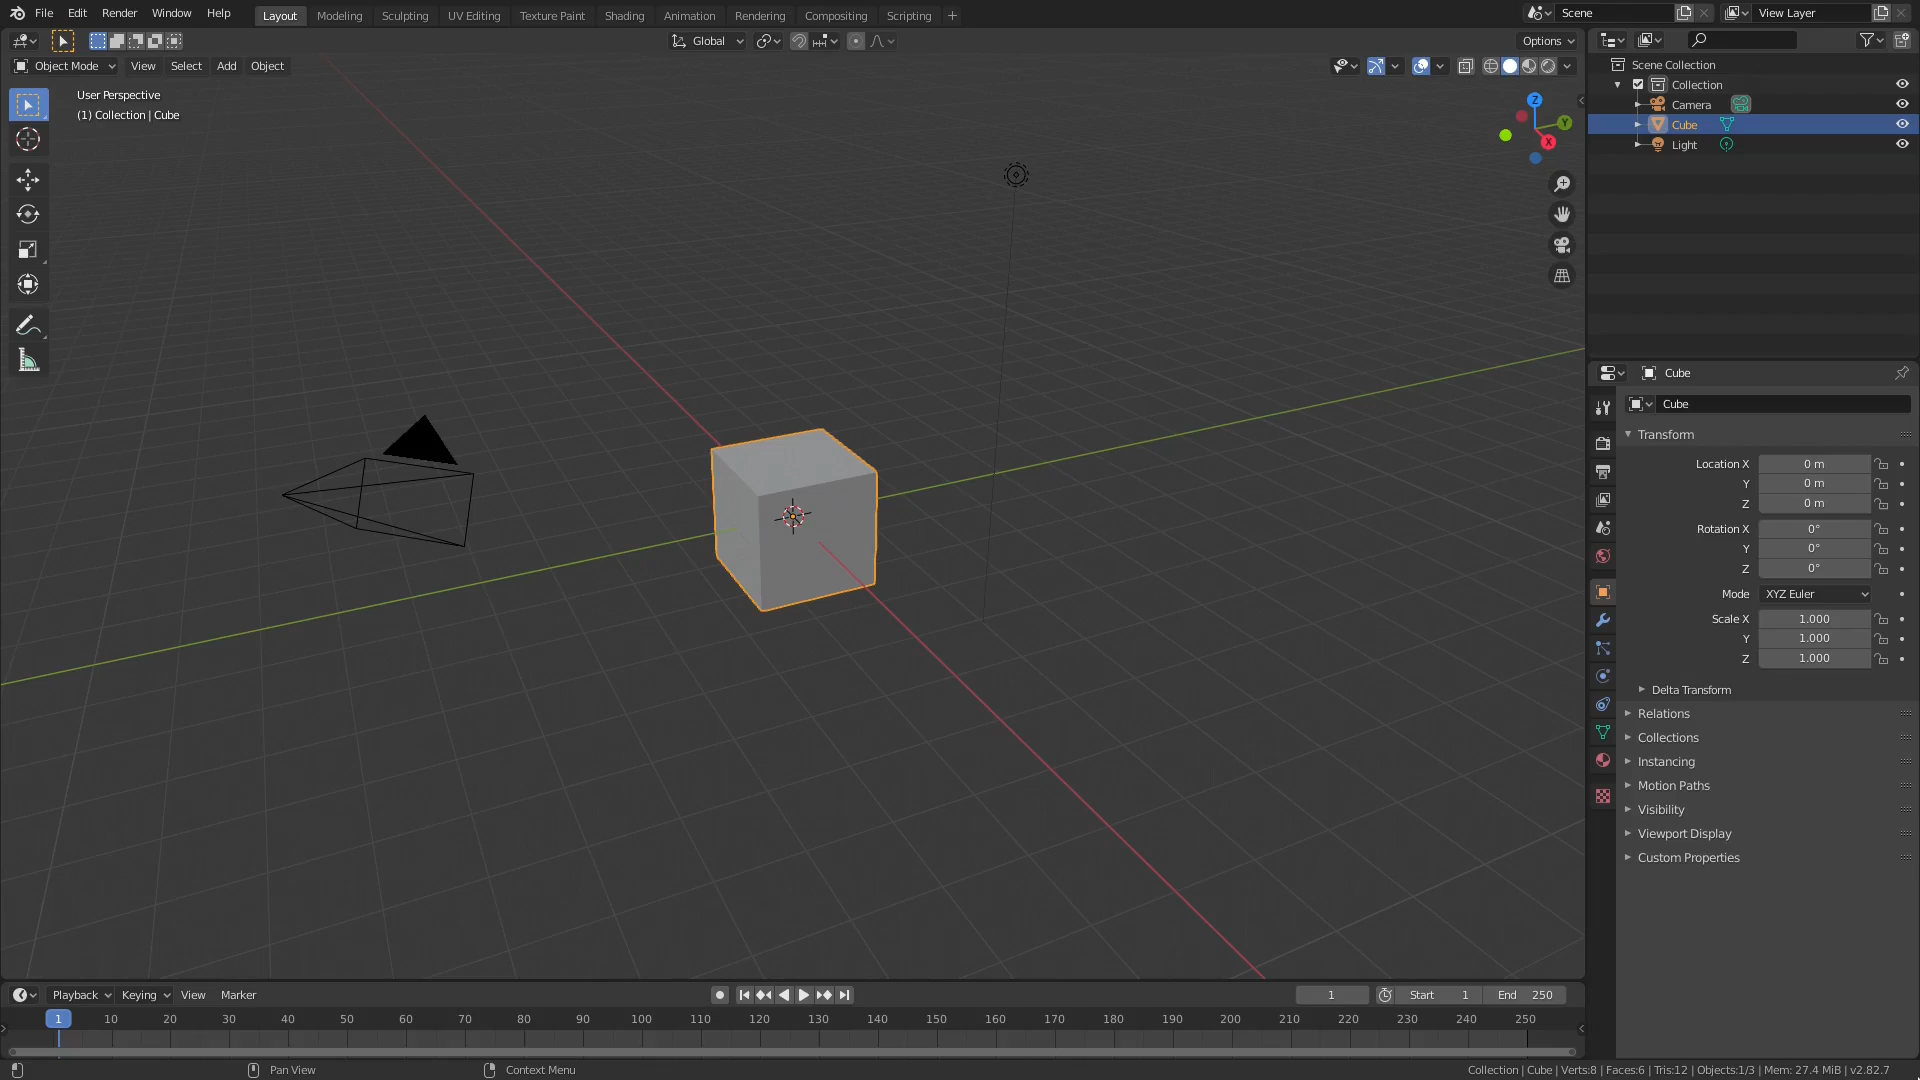 File Edit Render Window Help Layout Modeling Sculpting UV Editing Texture Paint Shading Animation Rendering Compositing Scripting + Scene View Layer
Global Options
Object Mode View Select Add Object
User Perspective
(1) Collection | Cube
Z
Y
X
Scene Collection
Collection
Camera
Cube
Light
Cube
Cube
Transform
Location X 0 m
Y 0 m
Z 0 m
Rotation X 0°
Y 0°
Z 0°
Mode XYZ Euler
Scale X 1.000
Y 1.000
Z 1.000
Delta Transform
Relations
Collections
Instancing
Motion Paths
Visibility
Viewport Display
Custom Properties
Playback Keying View Marker 1 Start 1 End 250
1 10 20 30 40 50 60 70 80 90 100 110 120 130 140 150 160 170 180 190 200 210 220 230 240 250
Pan View Context Menu Collection | Cube | Verts:8 | Faces:6 | Tris:12 | Objects:1/3 | Mem: 27.4 MiB | v2.82.7